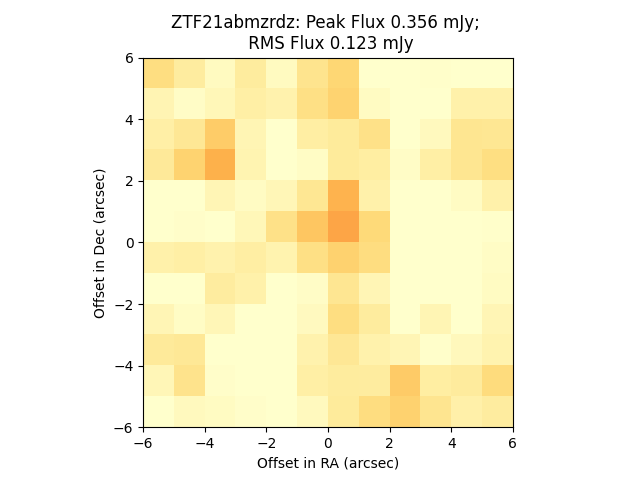 ZTF21abmzrdz: Peak Flux 0.356 mJy;
RMS Flux 0.123 mJy
6
4
2
0
−2
−4
−6
Offset in Dec (arcsec)
−6 −4 −2 0 2 4 6
Offset in RA (arcsec)